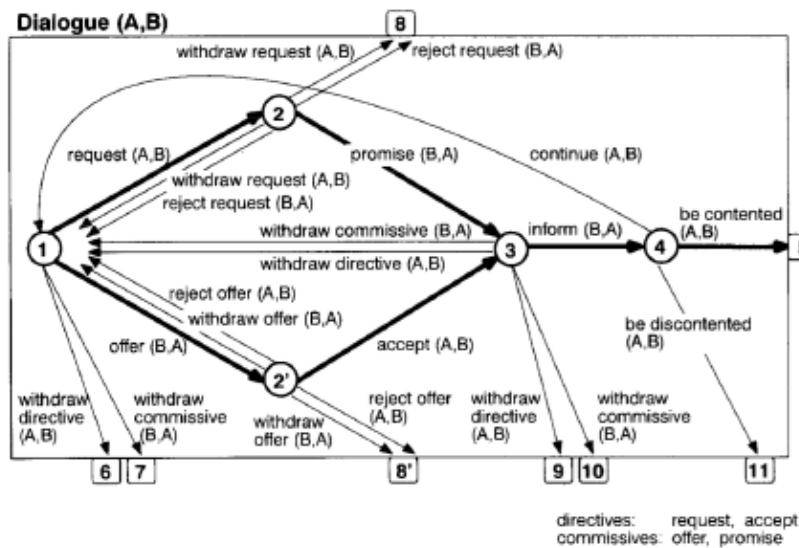 Dialogue (A,B)
8
withdraw request (A,B)
reject request (B,A)
2
request (A,B)
promise (B,A)
continue (A,B)
withdraw request (A,B)
reject request (B,A)
be contented
(A,B)
withdraw commissive (B,A)
inform (B,A)
1
3
4
withdraw directive (A,B)
reject offer (A,B)
withdraw offer (B,A)
be discontented
(A,B)
offer (B,A)
accept (A,B)
2'
withdraw
directive
(A,B)
withdraw
commissive
(B,A)
withdraw
offer (B,A)
reject offer
(A,B)
withdraw
directive
(A,B)
withdraw
commissive
(B,A)
6
7
8'
9
10
11
directives: request, accept
commissives: offer, promise